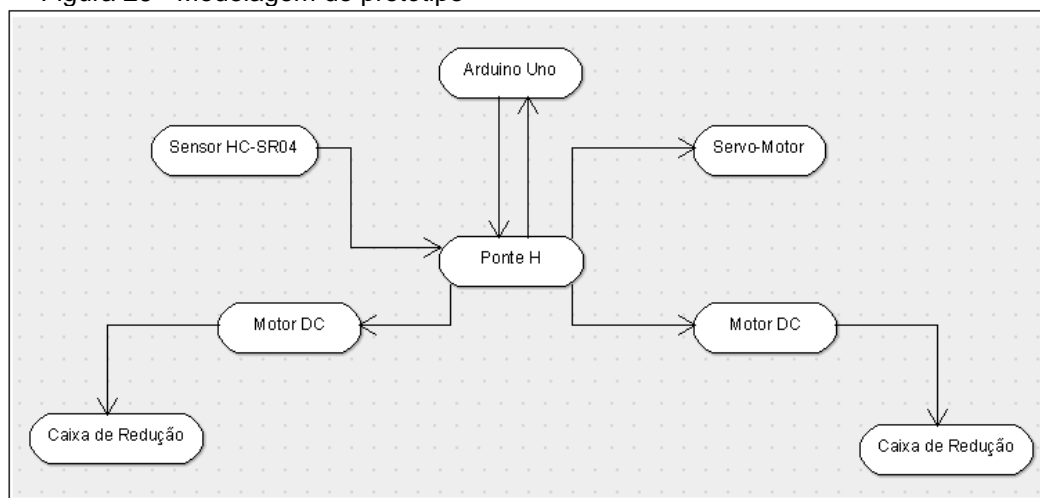 Figura 23 - Modelagem do protótipo
Arduino Uno
Sensor HC-SR04
Servo-Motor
Ponte H
Motor DC
Motor DC
Caixa de Redução
Caixa de Redução